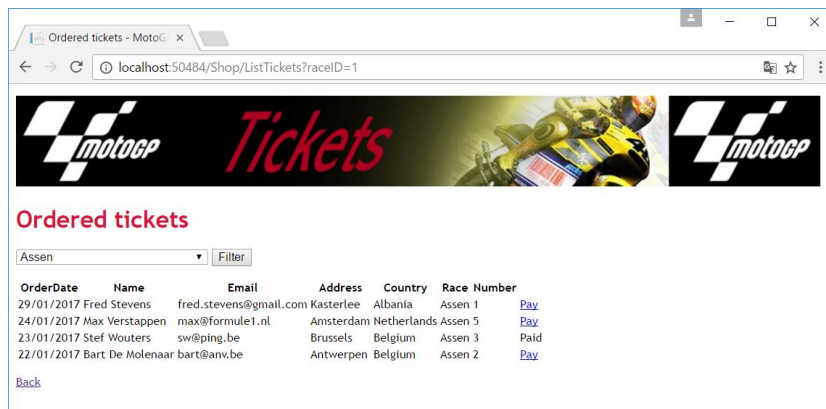 Ordered tickets - MotoG
localhost:50484/Shop/ListTickets?raceID=1
MotoGP Tickets MotoGP
Ordered tickets
Assen Filter
OrderDate Name Email Address Country Race Number
29/01/2017 Fred Stevens fred.stevens@gmail.com Kasterlee Albania Assen 1 Pay
24/01/2017 Max Verstappen max@formule1.nl Amsterdam Netherlands Assen 5 Pay
23/01/2017 Stef Wouters sw@ping.be Brussels Belgium Assen 3 Paid
22/01/2017 Bart De Molenaar bart@anv.be Antwerpen Belgium Assen 2 Pay
Back